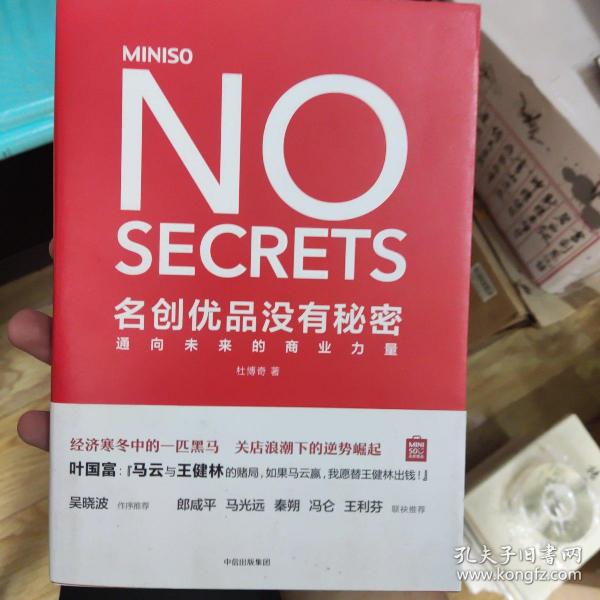 MINISO
NO
SECRETS
名创优品没有秘密
通向未来的商业力量
杜博奇 著
经济寒冬中的一匹黑马 关店浪潮下的逆势崛起
MINI
SO
叶国富：『马云与王健林的赌局，如果马云赢，我愿替王健林出钱！』
吴晓波 作序推荐 郎咸平 马光远 秦朔 冯仑 王利芬 联袂推荐
中信出版集团
孔夫子旧书网
www.kongfz.com